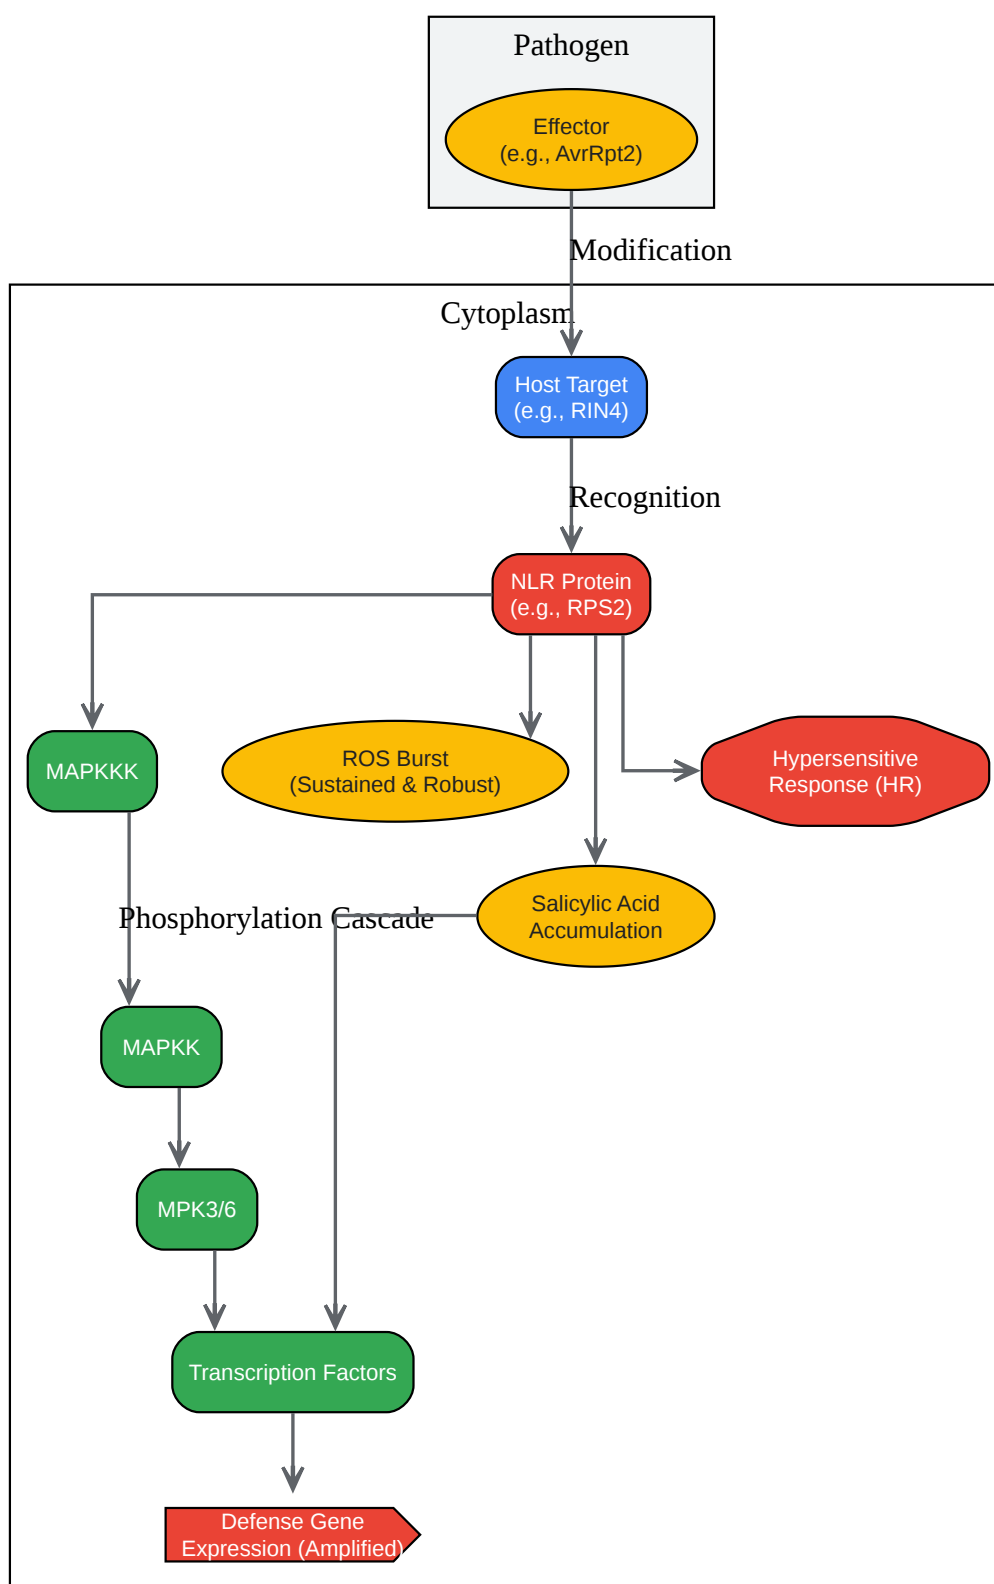 Pathogen
Effector
(e.g., AvrRpt2)
Modification
Cytoplasm
Host Target
(e.g., RIN4)
Recognition
NLR Protein
(e.g., RPS2)
MAPKKK
ROS Burst
(Sustained & Robust)
Hypersensitive
Response (HR)
Phosphorylation Cascade
Salicylic Acid
Accumulation
MAPKK
MPK3/6
Transcription Factors
Defense Gene
Expression (Amplified)